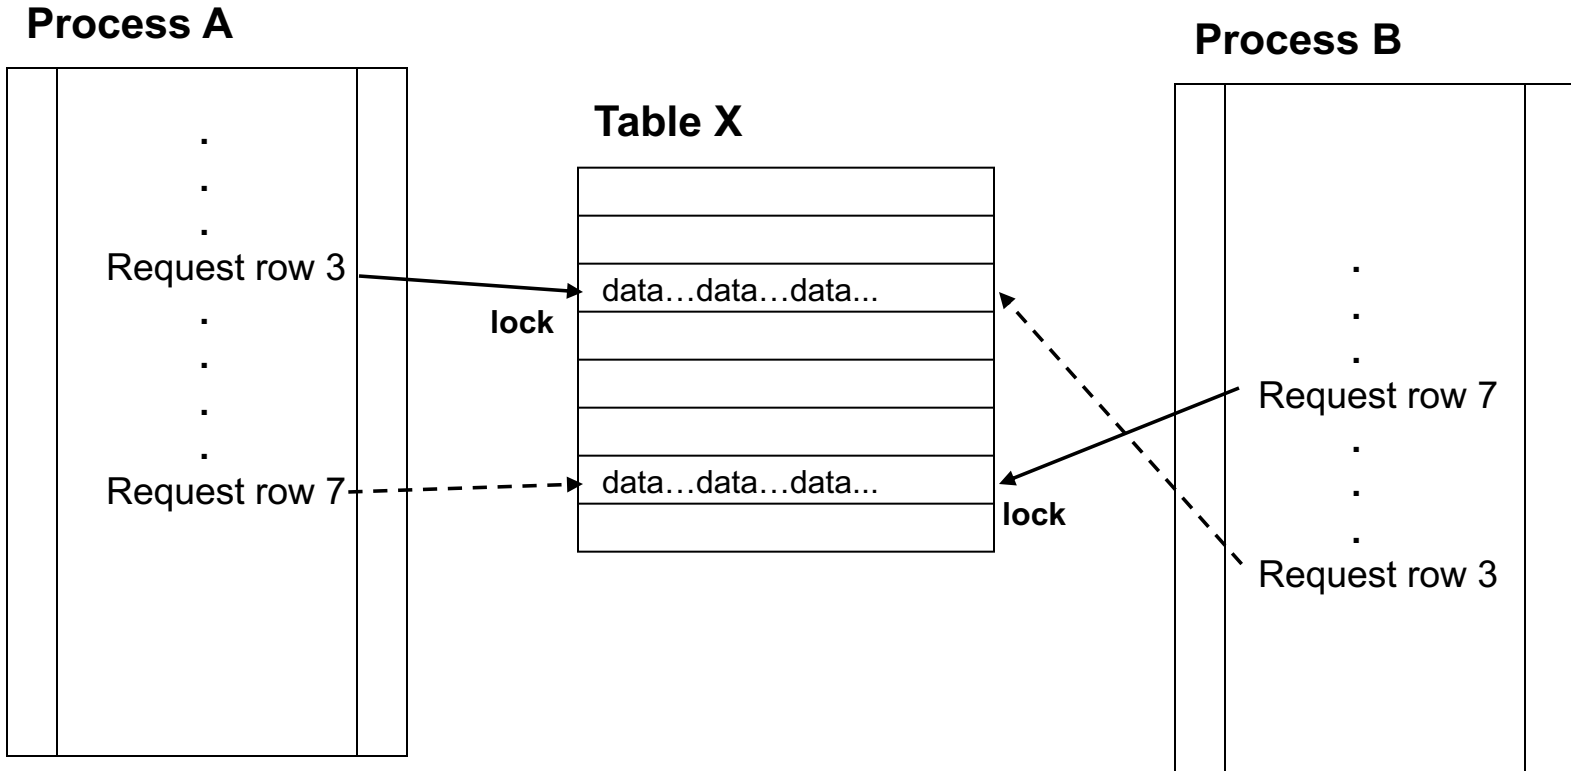 Process A
.
.
.
Request row 3
.
.
.
.
Request row 7
Table X
data…data…data...
lock
data…data…data...
lock
Process B
.
.
.
Request row 7
.
.
.
Request row 3